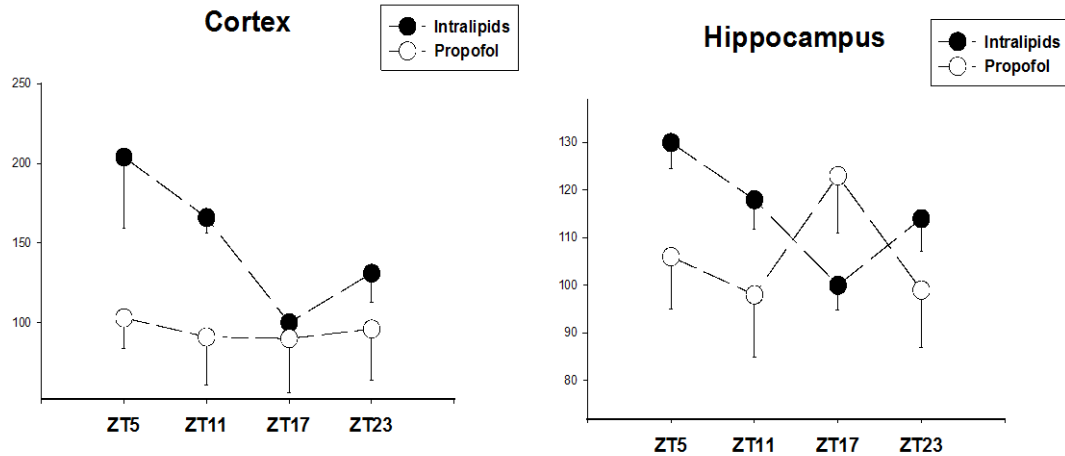 Cortex
- Intralipids
- Propofol
250
200
150
100
ZT5 ZT11 ZT17 ZT23
Hippocampus
- Intralipids
- Propofol
130
120
110
100
90
80
ZT5 ZT11 ZT17 ZT23